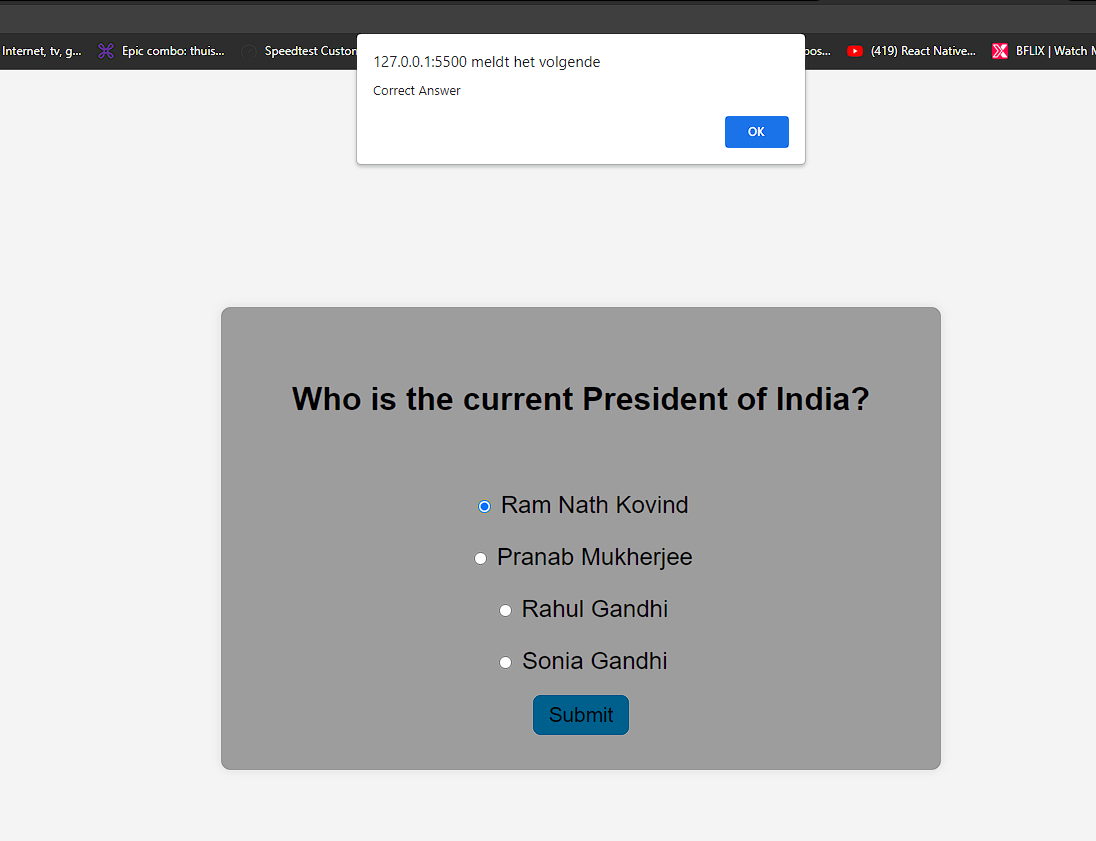 Internet, tv, g... Epic combo: thuis... Speedtest Custon oos... (419) React Native... BFLIX | Watch M
127.0.0.1:5500 meldt het volgende
Correct Answer
OK
Who is the current President of India?
Ram Nath Kovind
Pranab Mukherjee
Rahul Gandhi
Sonia Gandhi
Submit